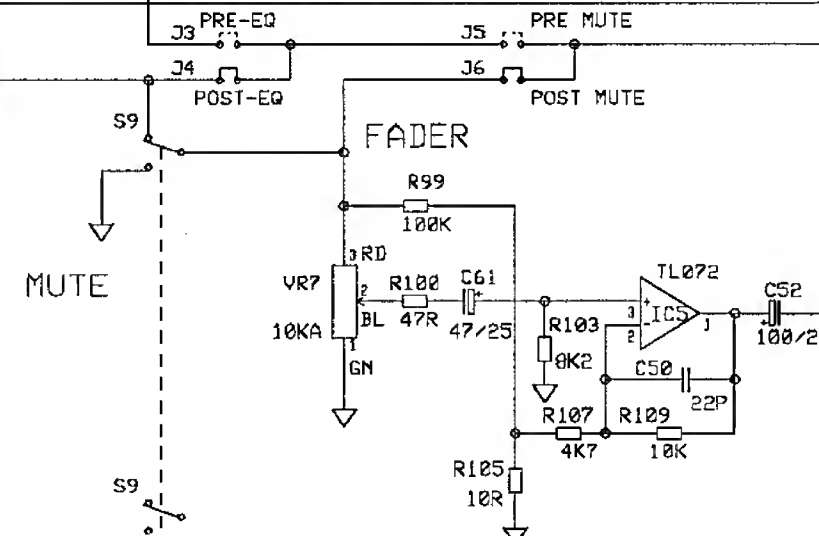 PRE-EQ
PRE MUTE
J3
J5
J4
J6
POST-EQ
POST MUTE
S9
FADER
R99
100K
3 RD
MUTE
VR7
2
R100
C61
+
TL072
C52
BL
47R
47/25
+
3
IC5
1
+
10KA
R103
-
2
100/2
1
8K2
GN
C50
22P
R107
R109
4K7
10K
S9
R105
10R